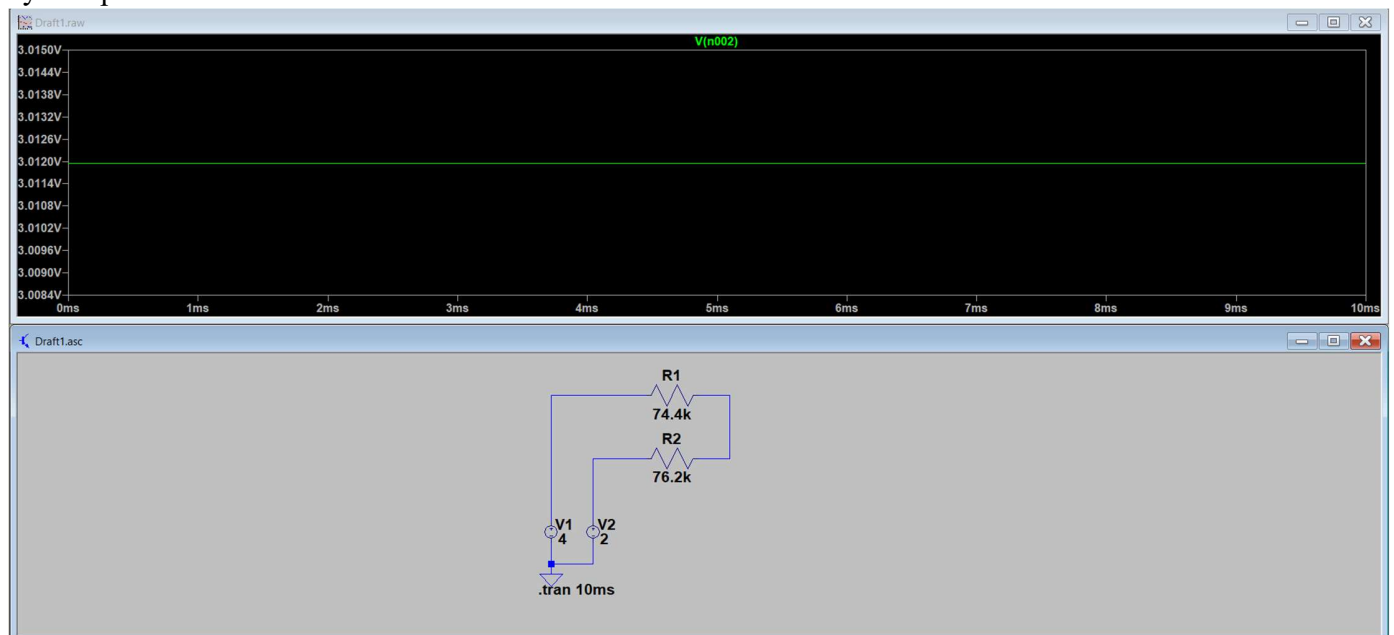 Draft1.raw
V(n002)
3.0150V
3.0144V
3.0138V
3.0132V
3.0126V
3.0120V
3.0114V
3.0108V
3.0102V
3.0096V
3.0090V
3.0084V
0ms 1ms 2ms 3ms 4ms 5ms 6ms 7ms 8ms 9ms 10ms
Draft1.asc
R1
74.4k
R2
76.2k
V1 V2
4 2
.tran 10ms